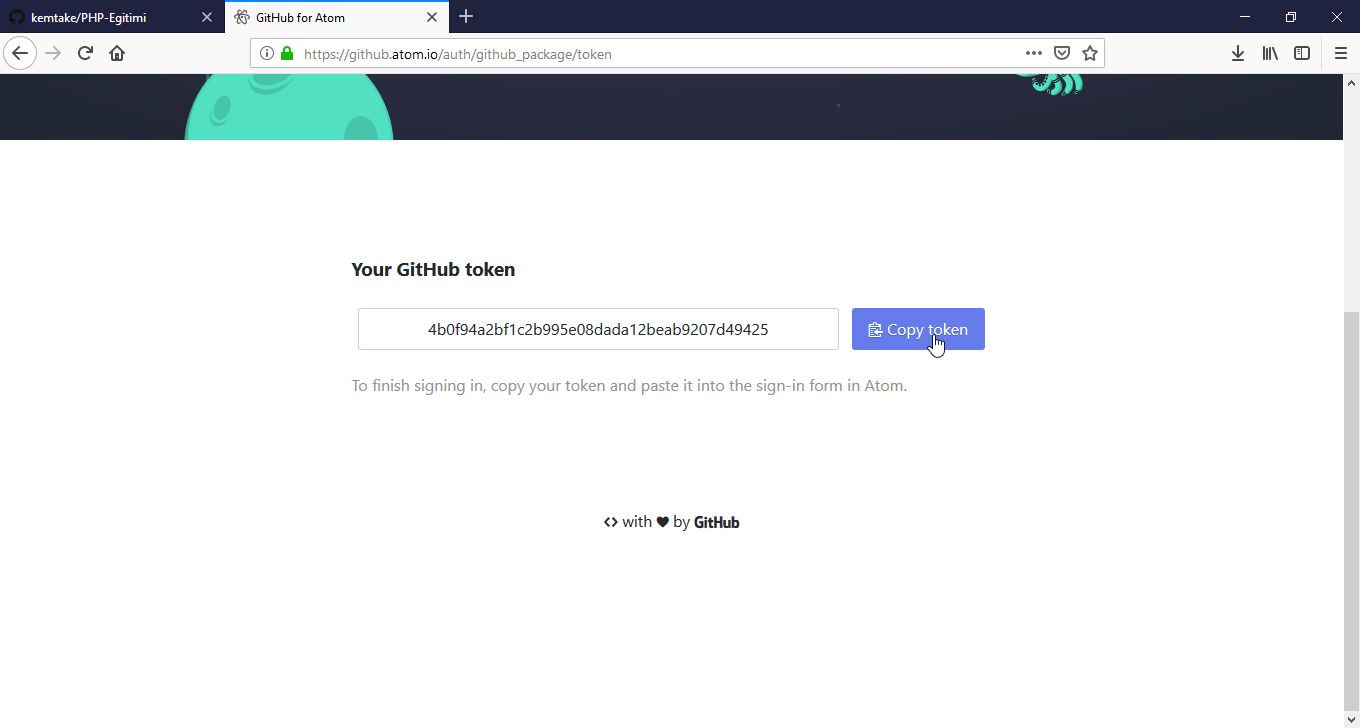 kemtake/PHP-Egitimi
GitHub for Atom
https://github.atom.io/auth/github_package/token
Your GitHub token
4b0f94a2bf1c2b995e08dada12beab9207d49425
Copy token
To finish signing in, copy your token and paste it into the sign-in form in Atom.
<> with ♥ by GitHub